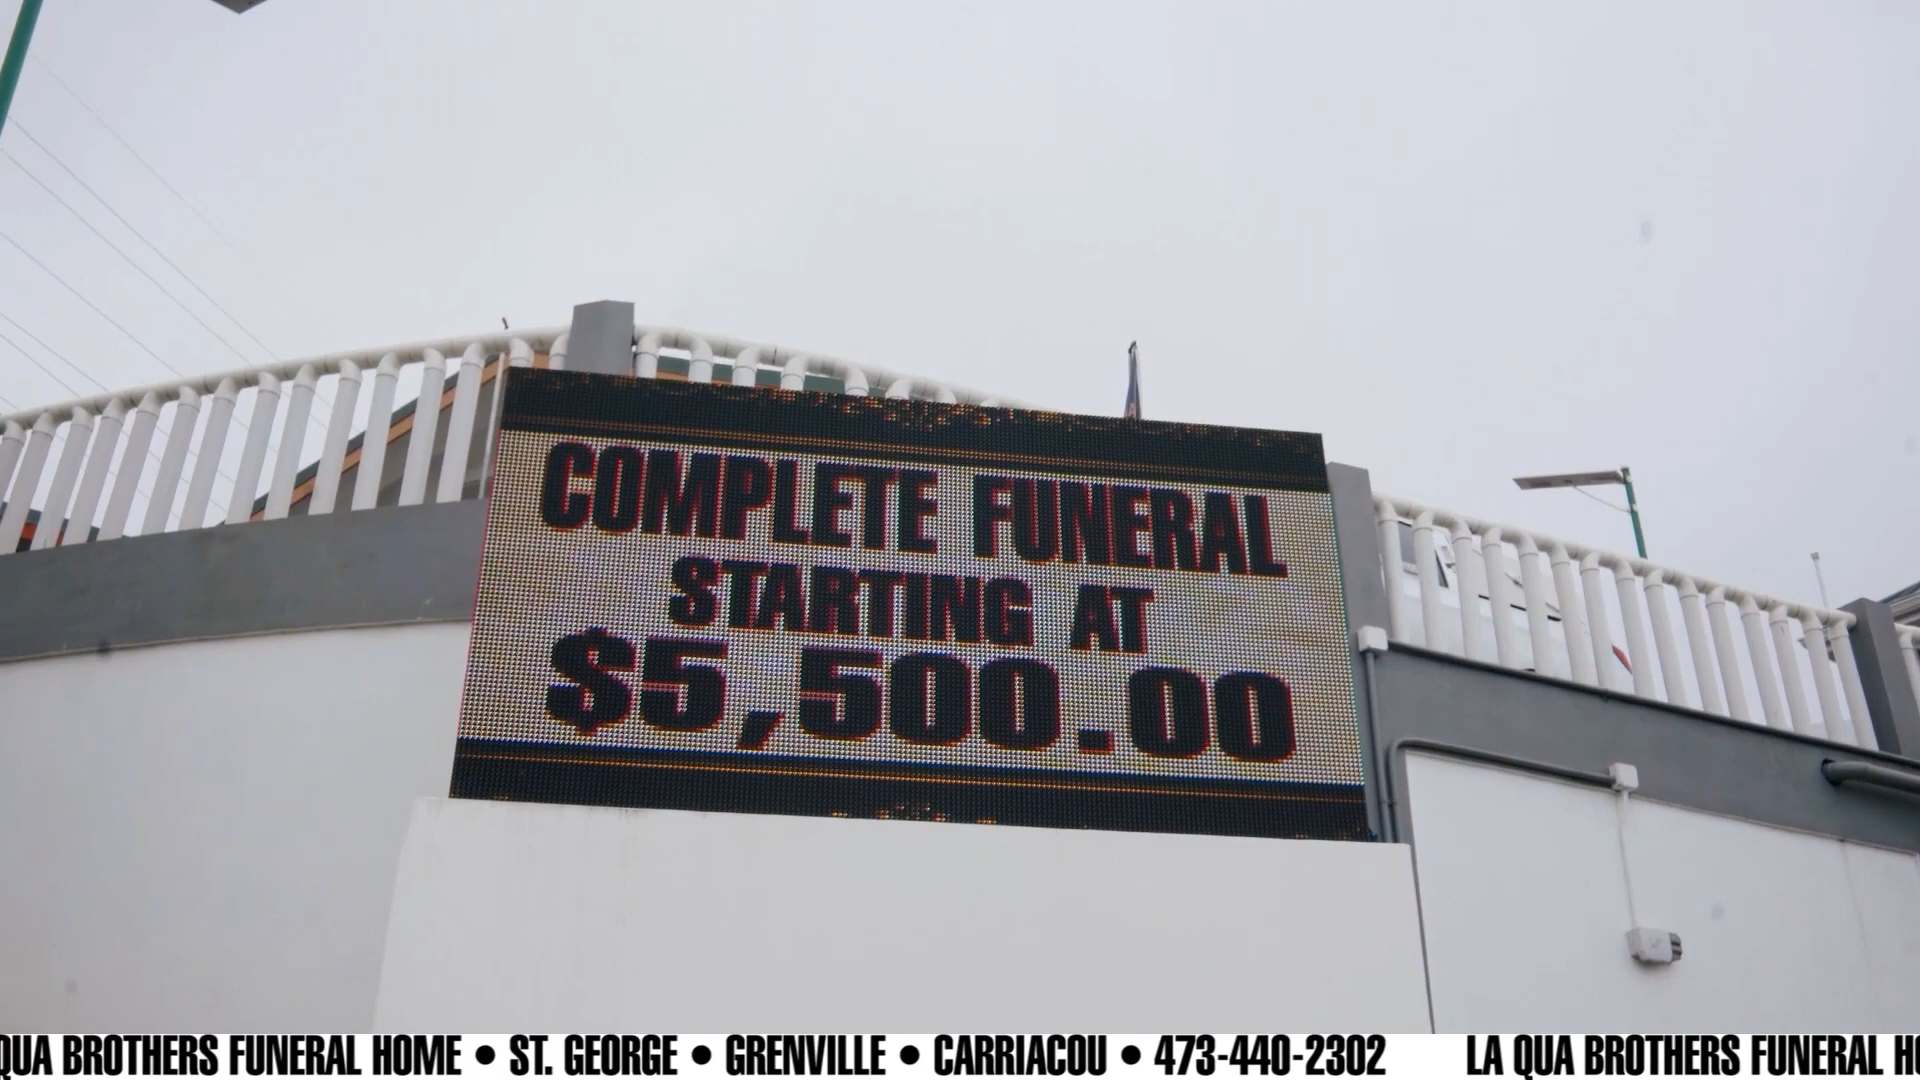 COMPLETE FUNERAL
STARTING AT
$5,500.00
QUA BROTHERS FUNERAL HOME • ST. GEORGE • GRENVILLE • CARRIACOU • 473-440-2302 LA QUA BROTHERS FUNERAL HO